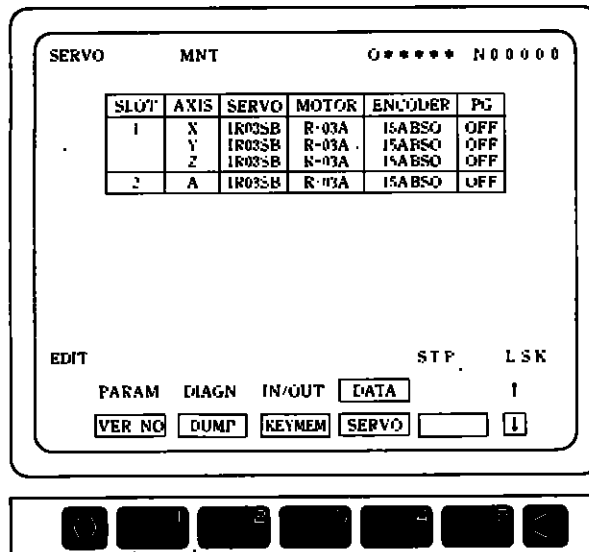 SERVO MNT O***** N00000
SLOT AXIS SERVO MOTOR ENCODER PG
1 X 1R03SB R-03A 15ABSO OFF
Y 1R03SB R-03A 15ABSO OFF
Z 1R03SB R-03A 15ABSO OFF
2 A 1R03SB R-03A 15ABSO OFF
EDIT STP LSK
PARAM DIAGN IN/OUT DATA ↑
VER NO DUMP KEYMEM SERVO ↓